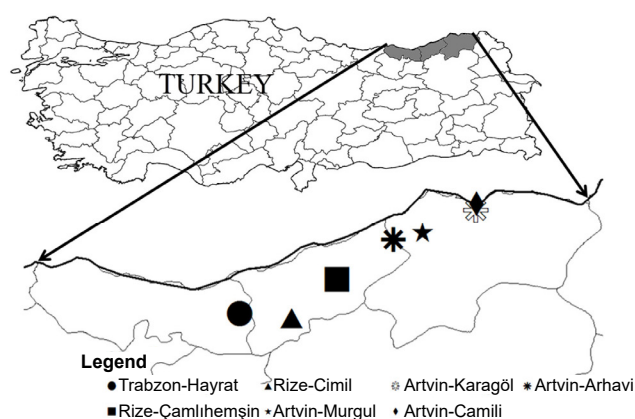 TURKEY
Legend
Trabzon-Hayrat Rize-Cimil Artvin-Karagöl Artvin-Arhavi
Rize-Çamlıhemşin Artvin-Murgul Artvin-Camili